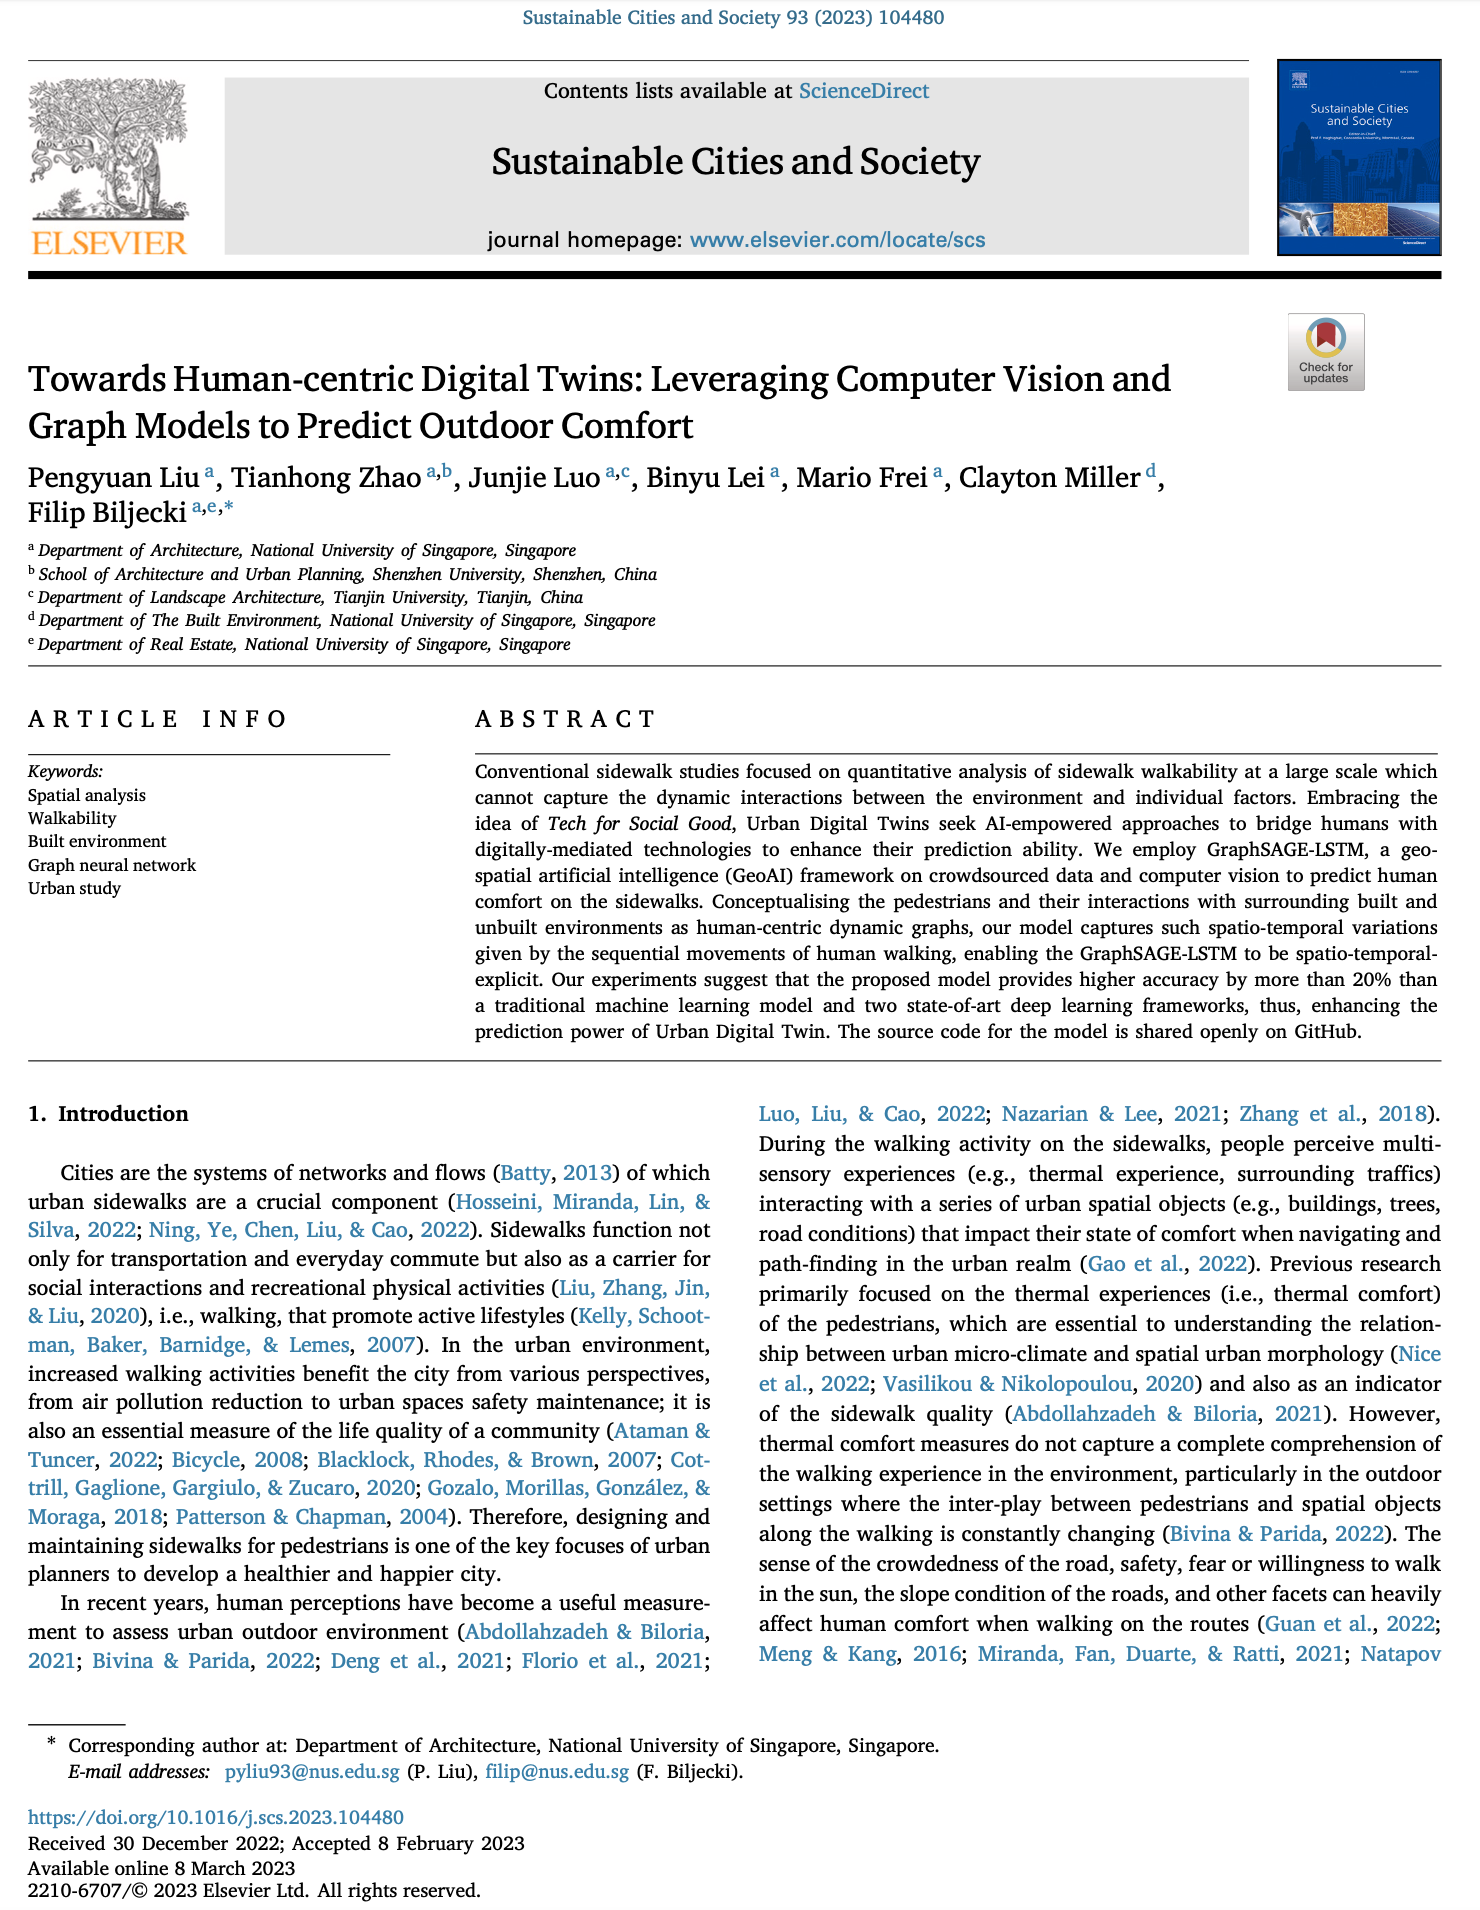 Sustainable Cities and Society 93 (2023) 104480
Contents lists available at ScienceDirect
Sustainable Cities and Society
journal homepage: www.elsevier.com/locate/scs
ELSEVIER
Sustainable Cities
and Society
Check for
updates
Towards Human-centric Digital Twins: Leveraging Computer Vision and
Graph Models to Predict Outdoor Comfort
Pengyuan Liu a, Tianhong Zhao a,b, Junjie Luo a,c, Binyu Lei a, Mario Frei a, Clayton Miller d,
Filip Biljecki a,e,*
a Department of Architecture, National University of Singapore, Singapore
b School of Architecture and Urban Planning, Shenzhen University, Shenzhen, China
c Department of Landscape Architecture, Tianjin University, Tianjin, China
d Department of The Built Environment, National University of Singapore, Singapore
e Department of Real Estate, National University of Singapore, Singapore
ARTICLE INFO
Keywords:
Spatial analysis
Walkability
Built environment
Graph neural network
Urban study
ABSTRACT
Conventional sidewalk studies focused on quantitative analysis of sidewalk walkability at a large scale which
cannot capture the dynamic interactions between the environment and individual factors. Embracing the
idea of Tech for Social Good, Urban Digital Twins seek AI-empowered approaches to bridge humans with
digitally-mediated technologies to enhance their prediction ability. We employ GraphSAGE-LSTM, a geo-
spatial artificial intelligence (GeoAI) framework on crowdsourced data and computer vision to predict human
comfort on the sidewalks. Conceptualising the pedestrians and their interactions with surrounding built and
unbuilt environments as human-centric dynamic graphs, our model captures such spatio-temporal variations
given by the sequential movements of human walking, enabling the GraphSAGE-LSTM to be spatio-temporal-
explicit. Our experiments suggest that the proposed model provides higher accuracy by more than 20% than
a traditional machine learning model and two state-of-art deep learning frameworks, thus, enhancing the
prediction power of Urban Digital Twin. The source code for the model is shared openly on GitHub.
1. Introduction
Cities are the systems of networks and flows (Batty, 2013) of which
urban sidewalks are a crucial component (Hosseini, Miranda, Lin, &
Silva, 2022; Ning, Ye, Chen, Liu, & Cao, 2022). Sidewalks function not
only for transportation and everyday commute but also as a carrier for
social interactions and recreational physical activities (Liu, Zhang, Jin,
& Liu, 2020), i.e., walking, that promote active lifestyles (Kelly, Schoot-
man, Baker, Barnidge, & Lemes, 2007). In the urban environment,
increased walking activities benefit the city from various perspectives,
from air pollution reduction to urban spaces safety maintenance; it is
also an essential measure of the life quality of a community (Ataman &
Tuncer, 2022; Bicycle, 2008; Blacklock, Rhodes, & Brown, 2007; Cot-
trill, Gaglione, Gargiulo, & Zucaro, 2020; Gozalo, Morillas, González, &
Moraga, 2018; Patterson & Chapman, 2004). Therefore, designing and
maintaining sidewalks for pedestrians is one of the key focuses of urban
planners to develop a healthier and happier city.
In recent years, human perceptions have become a useful measure-
ment to assess urban outdoor environment (Abdollahzadeh & Biloria,
2021; Bivina & Parida, 2022; Deng et al., 2021; Florio et al., 2021;
Luo, Liu, & Cao, 2022; Nazarian & Lee, 2021; Zhang et al., 2018).
During the walking activity on the sidewalks, people perceive multi-
sensory experiences (e.g., thermal experience, surrounding traffics)
interacting with a series of urban spatial objects (e.g., buildings, trees,
road conditions) that impact their state of comfort when navigating and
path-finding in the urban realm (Gao et al., 2022). Previous research
primarily focused on the thermal experiences (i.e., thermal comfort)
of the pedestrians, which are essential to understanding the relation-
ship between urban micro-climate and spatial urban morphology (Nice
et al., 2022; Vasilikou & Nikolopoulou, 2020) and also as an indicator
of the sidewalk quality (Abdollahzadeh & Biloria, 2021). However,
thermal comfort measures do not capture a complete comprehension of
the walking experience in the environment, particularly in the outdoor
settings where the inter-play between pedestrians and spatial objects
along the walking is constantly changing (Bivina & Parida, 2022). The
sense of the crowdedness of the road, safety, fear or willingness to walk
in the sun, the slope condition of the roads, and other facets can heavily
affect human comfort when walking on the routes (Guan et al., 2022;
Meng & Kang, 2016; Miranda, Fan, Duarte, & Ratti, 2021; Natapov
* Corresponding author at: Department of Architecture, National University of Singapore, Singapore.
E-mail addresses: pyliu93@nus.edu.sg (P. Liu), filip@nus.edu.sg (F. Biljecki).
https://doi.org/10.1016/j.scs.2023.104480
Received 30 December 2022; Accepted 8 February 2023
Available online 8 March 2023
2210-6707/© 2023 Elsevier Ltd. All rights reserved.